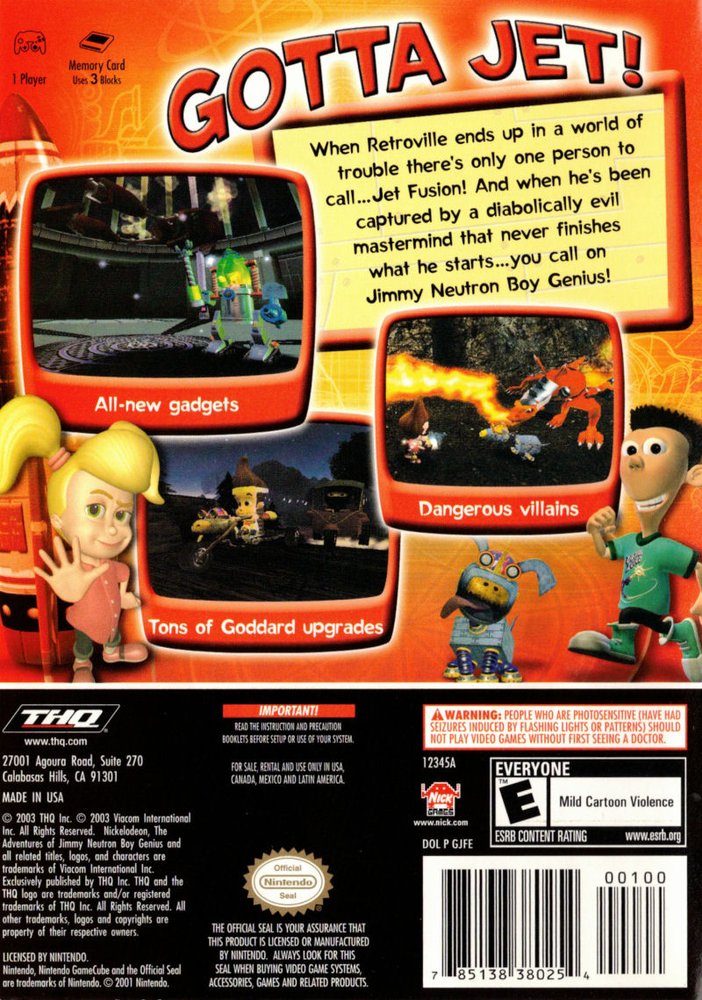 1 Player
Memory Card
Uses 3 Blocks
GOTTA JET!
When Retroville ends up in a world of
trouble there's only one person to
call...Jet Fusion! And when he's been
captured by a diabolically evil
mastermind that never finishes
what he starts...you call on
Jimmy Neutron Boy Genius!
All-new gadgets
Dangerous villains
Tons of Goddard upgrades
THQ
www.thq.com
27001 Agoura Road, Suite 270
Calabasas Hills, CA 91301
MADE IN USA
© 2003 THQ Inc. © 2003 Viacom International
Inc. All Rights Reserved. Nickelodeon, The
Adventures of Jimmy Neutron Boy Genius and
all related titles, logos, and characters are
trademarks of Viacom International Inc.
Exclusively published by THQ Inc. THQ and the
THQ logo are trademarks and/or registered
trademarks of THQ Inc. All Rights Reserved. All
other trademarks, logos and copyrights are
property of their respective owners.
LICENSED BY NINTENDO.
Nintendo, Nintendo GameCube and the Official Seal
are trademarks of Nintendo. © 2001 Nintendo.
IMPORTANT!
READ THE INSTRUCTION AND PRECAUTION
BOOKLETS BEFORE SETUP OR USE OF YOUR SYSTEM.
FOR SALE, RENTAL AND USE ONLY IN USA,
CANADA, MEXICO AND LATIN AMERICA.
Official
Nintendo
Seal
THE OFFICIAL SEAL IS YOUR ASSURANCE THAT
THIS PRODUCT IS LICENSED OR MANUFACTURED
BY NINTENDO. ALWAYS LOOK FOR THIS
SEAL WHEN BUYING VIDEO GAME SYSTEMS,
ACCESSORIES, GAMES AND RELATED PRODUCTS.
WARNING: PEOPLE WHO ARE PHOTOSENSITIVE (HAVE HAD
SEIZURES INDUCED BY FLASHING LIGHTS OR PATTERNS) SHOULD
NOT PLAY VIDEO GAMES WITHOUT FIRST SEEING A DOCTOR.
12345A
NICK
GAMES
www.nick.com
DOL P GJFE
EVERYONE
TM
E
Mild Cartoon Violence
ESRB CONTENT RATING www.esrb.org
00100
7 85138 38025 4